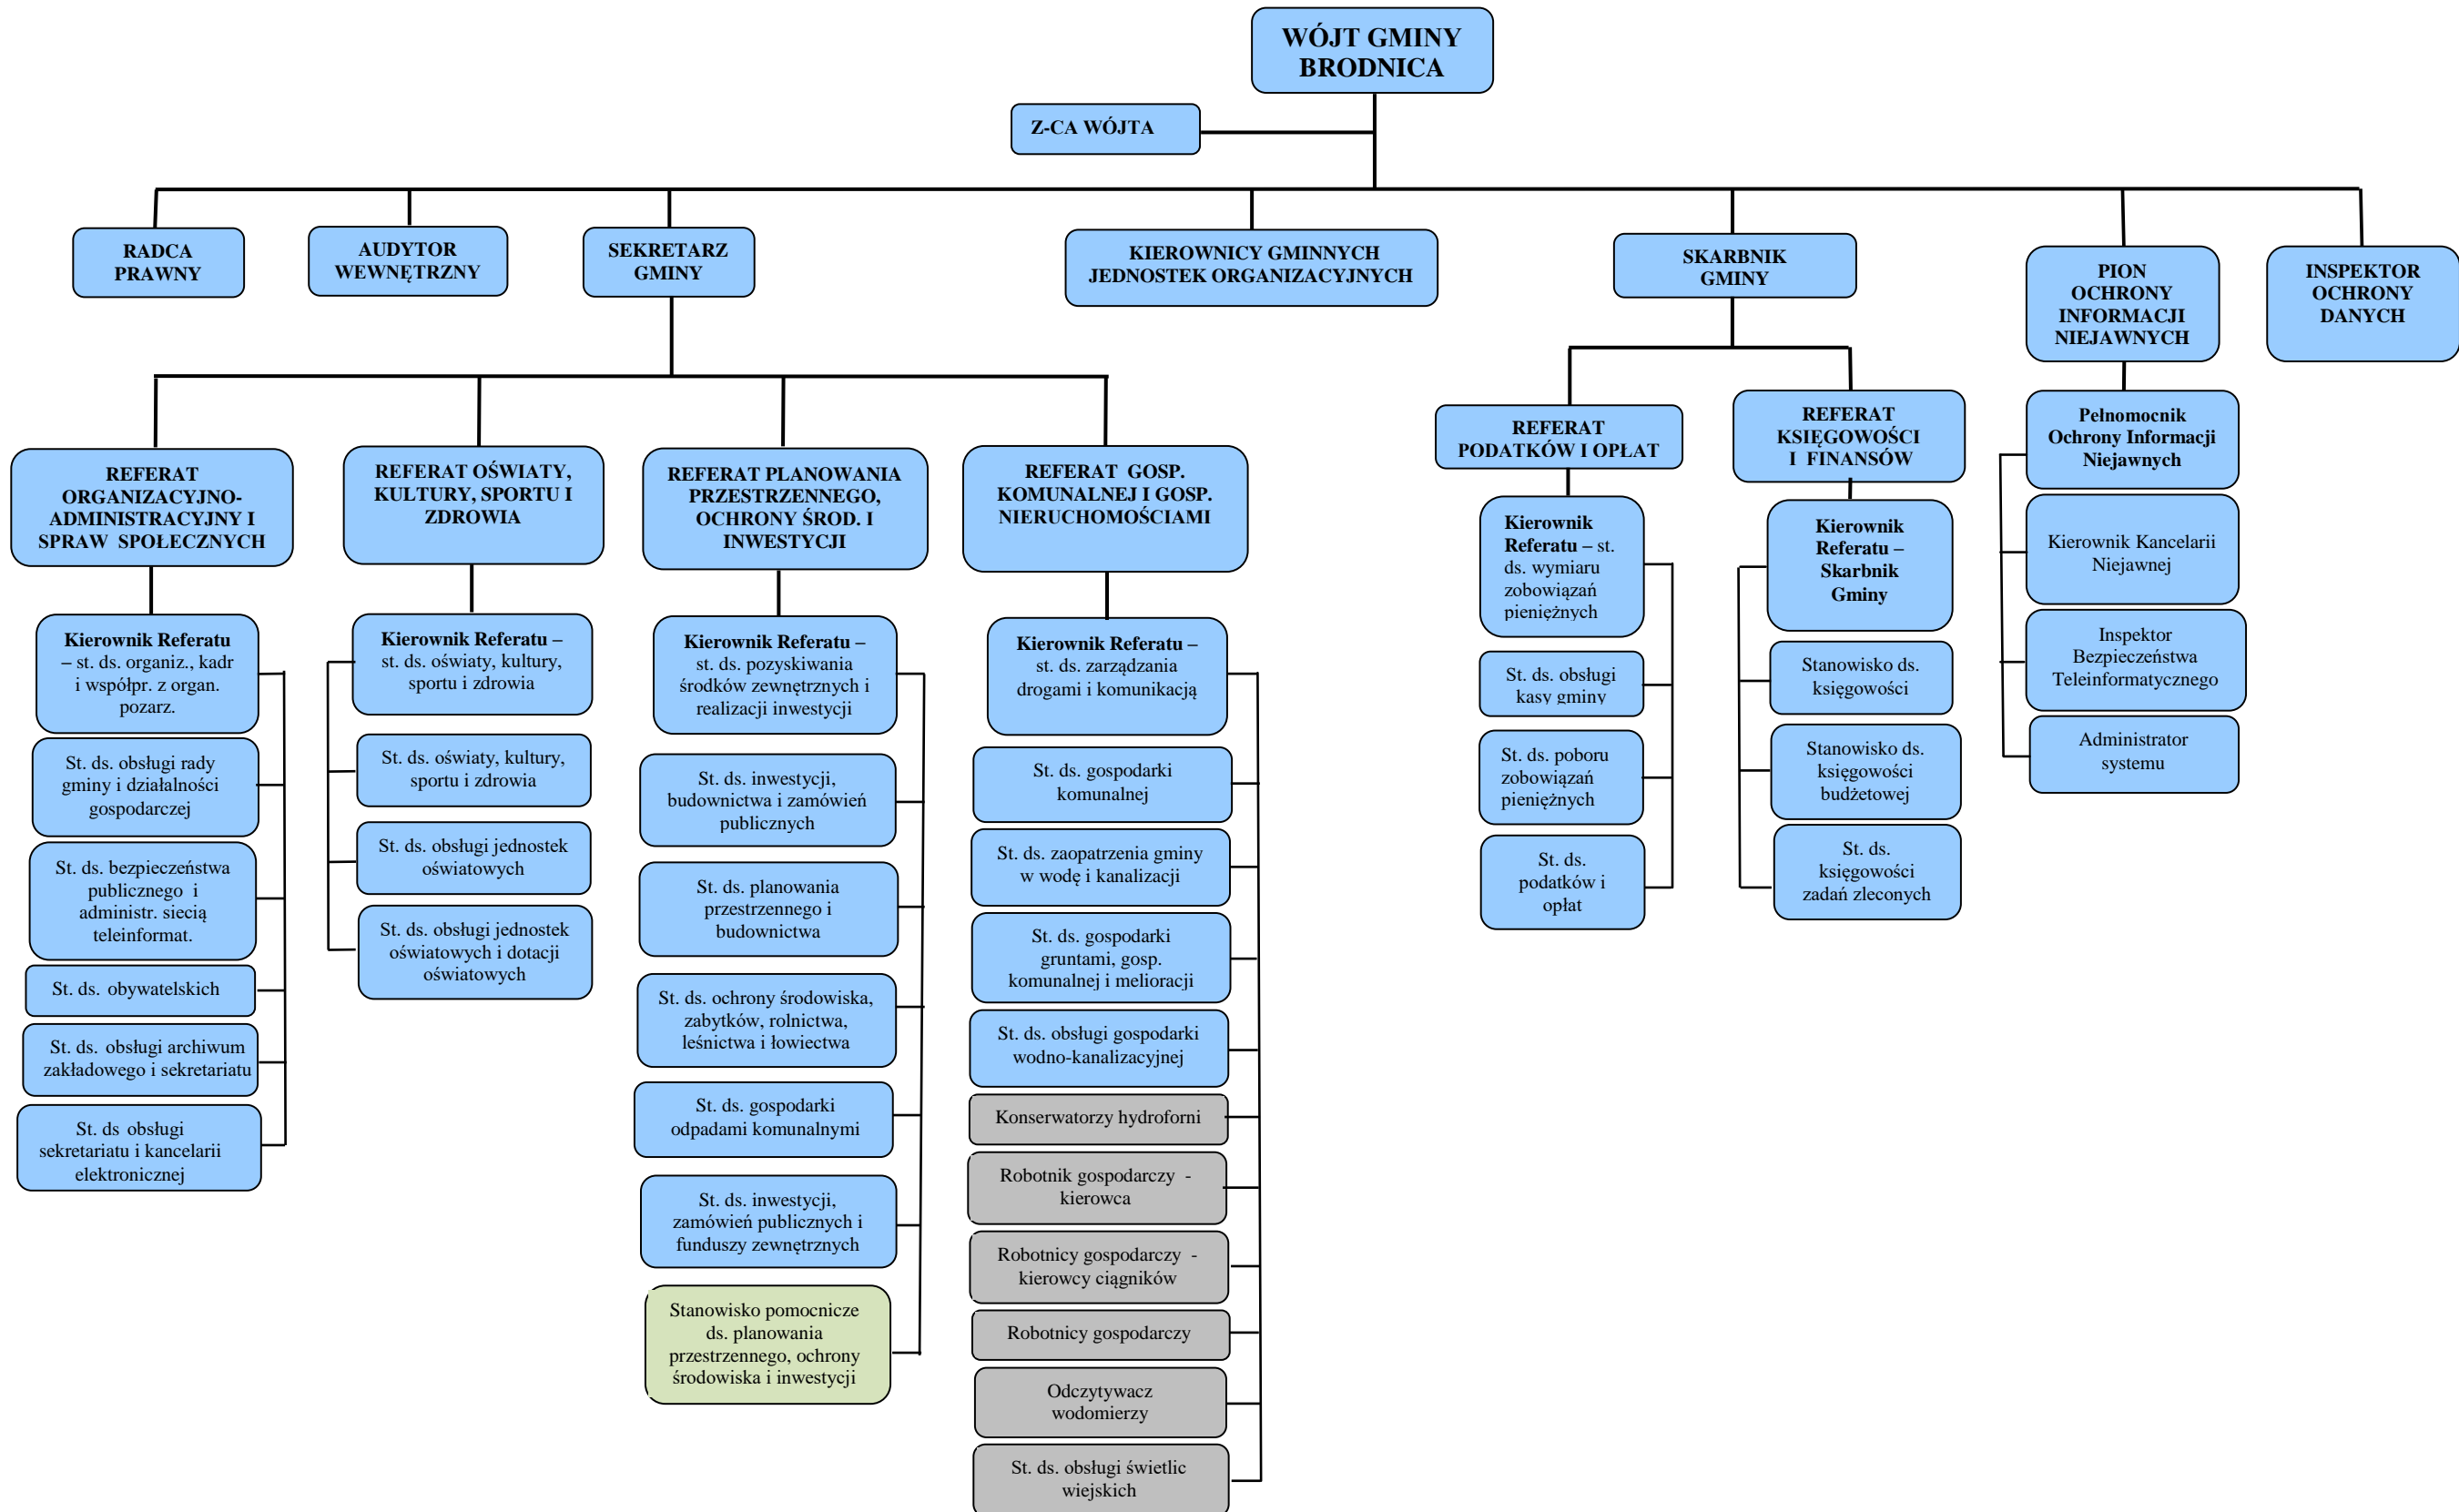 WÓJT GMINY
BRODNICA
Z-CA WÓJTA
RADCA
PRAWNY
AUDYTOR
WEWNĘTRZNY
SEKRETARZ
GMINY
KIEROWNICY GMINNYCH
JEDNOSTEK ORGANIZACYJNYCH
SKARBNIK
GMINY
PION
OCHRONY
INFORMACJI
NIEJAWNYCH
INSPEKTOR
OCHRONY
DANYCH
REFERAT
ORGANIZACYJNO-
ADMINISTRACYJNY I
SPRAW SPOŁECZNYCH
Kierownik Referatu
– st. ds. organiz., kadr
i współpr. z organ.
pozarz.
St. ds. obsługi rady
gminy i działalności
gospodarczej
St. ds. bezpieczeństwa
publicznego i
administr. siecią
teleinformat.
St. ds. obywatelskich
St. ds. obsługi archiwum
zakładowego i sekretariatu
St. ds obsługi
sekretariatu i kancelarii
elektronicznej
REFERAT OŚWIATY,
KULTURY, SPORTU I
ZDROWIA
Kierownik Referatu –
st. ds. oświaty, kultury,
sportu i zdrowia
St. ds. oświaty, kultury,
sportu i zdrowia
St. ds. obsługi jednostek
oświatowych
St. ds. obsługi jednostek
oświatowych i dotacji
oświatowych
REFERAT PLANOWANIA
PRZESTRZENNEGO,
OCHRONY ŚROD. I
INWESTYCJI
Kierownik Referatu –
st. ds. pozyskiwania
środków zewnętrznych i
realizacji inwestycji
St. ds. inwestycji,
budownictwa i zamówień
publicznych
St. ds. planowania
przestrzennego i
budownictwa
St. ds. ochrony środowiska,
zabytków, rolnictwa,
leśnictwa i łowiectwa
St. ds. gospodarki
odpadami komunalnymi
St. ds. inwestycji,
zamówień publicznych i
funduszy zewnętrznych
Stanowisko pomocnicze
ds. planowania
przestrzennego, ochrony
środowiska i inwestycji
REFERAT GOSP.
KOMUNALNEJ I GOSP.
NIERUCHOMOŚCIAMI
Kierownik Referatu –
st. ds. zarządzania
drogami i komunikacją
St. ds. gospodarki
komunalnej
St. ds. zaopatrzenia gminy
w wodę i kanalizacji
St. ds. gospodarki
gruntami, gosp.
komunalnej i melioracji
St. ds. obsługi gospodarki
wodno-kanalizacyjnej
Konserwatorzy hydroforni
Robotnik gospodarczy -
kierowca
Robotnicy gospodarczy -
kierowcy ciągników
Robotnicy gospodarczy
Odczytywacz
wodomierzy
St. ds. obsługi świetlic
wiejskich
REFERAT
PODATKÓW I OPŁAT
Kierownik
Referatu – st.
ds. wymiaru
zobowiązań
pieniężnych
St. ds. obsługi
kasy gminy
St. ds. poboru
zobowiązań
pieniężnych
St. ds.
podatków i
opłat
REFERAT
KSIĘGOWOŚCI
I FINANSÓW
Kierownik
Referatu –
Skarbnik
Gminy
Stanowisko ds.
księgowości
Stanowisko ds.
księgowości
budżetowej
St. ds.
księgowości
zadań zleconych
Pełnomocnik
Ochrony Informacji
Niejawnych
Kierownik Kancelarii
Niejawnej
Inspektor
Bezpieczeństwa
Teleinformatycznego
Administrator
systemu